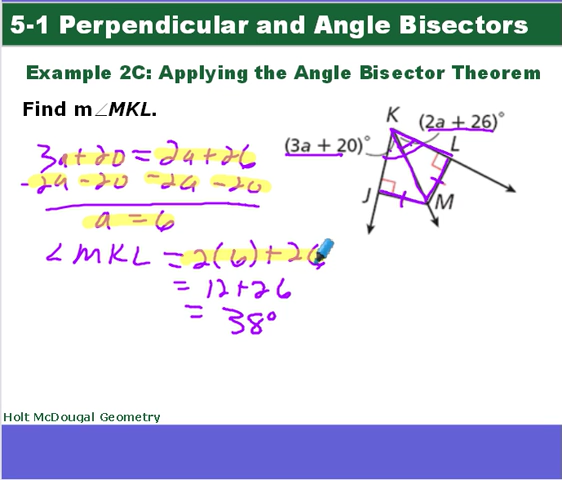 5-1 Perpendicular and Angle Bisectors
Example 2C: Applying the Angle Bisector Theorem
Find m∠MKL.
K
(2a + 26)°
(3a + 20)°
L
J
M
3a+20 = 2a+26
-2a -20 -2a -20
a = 6
∠MKL = 2(6)+26
= 12+26
= 38°
Holt McDougal Geometry